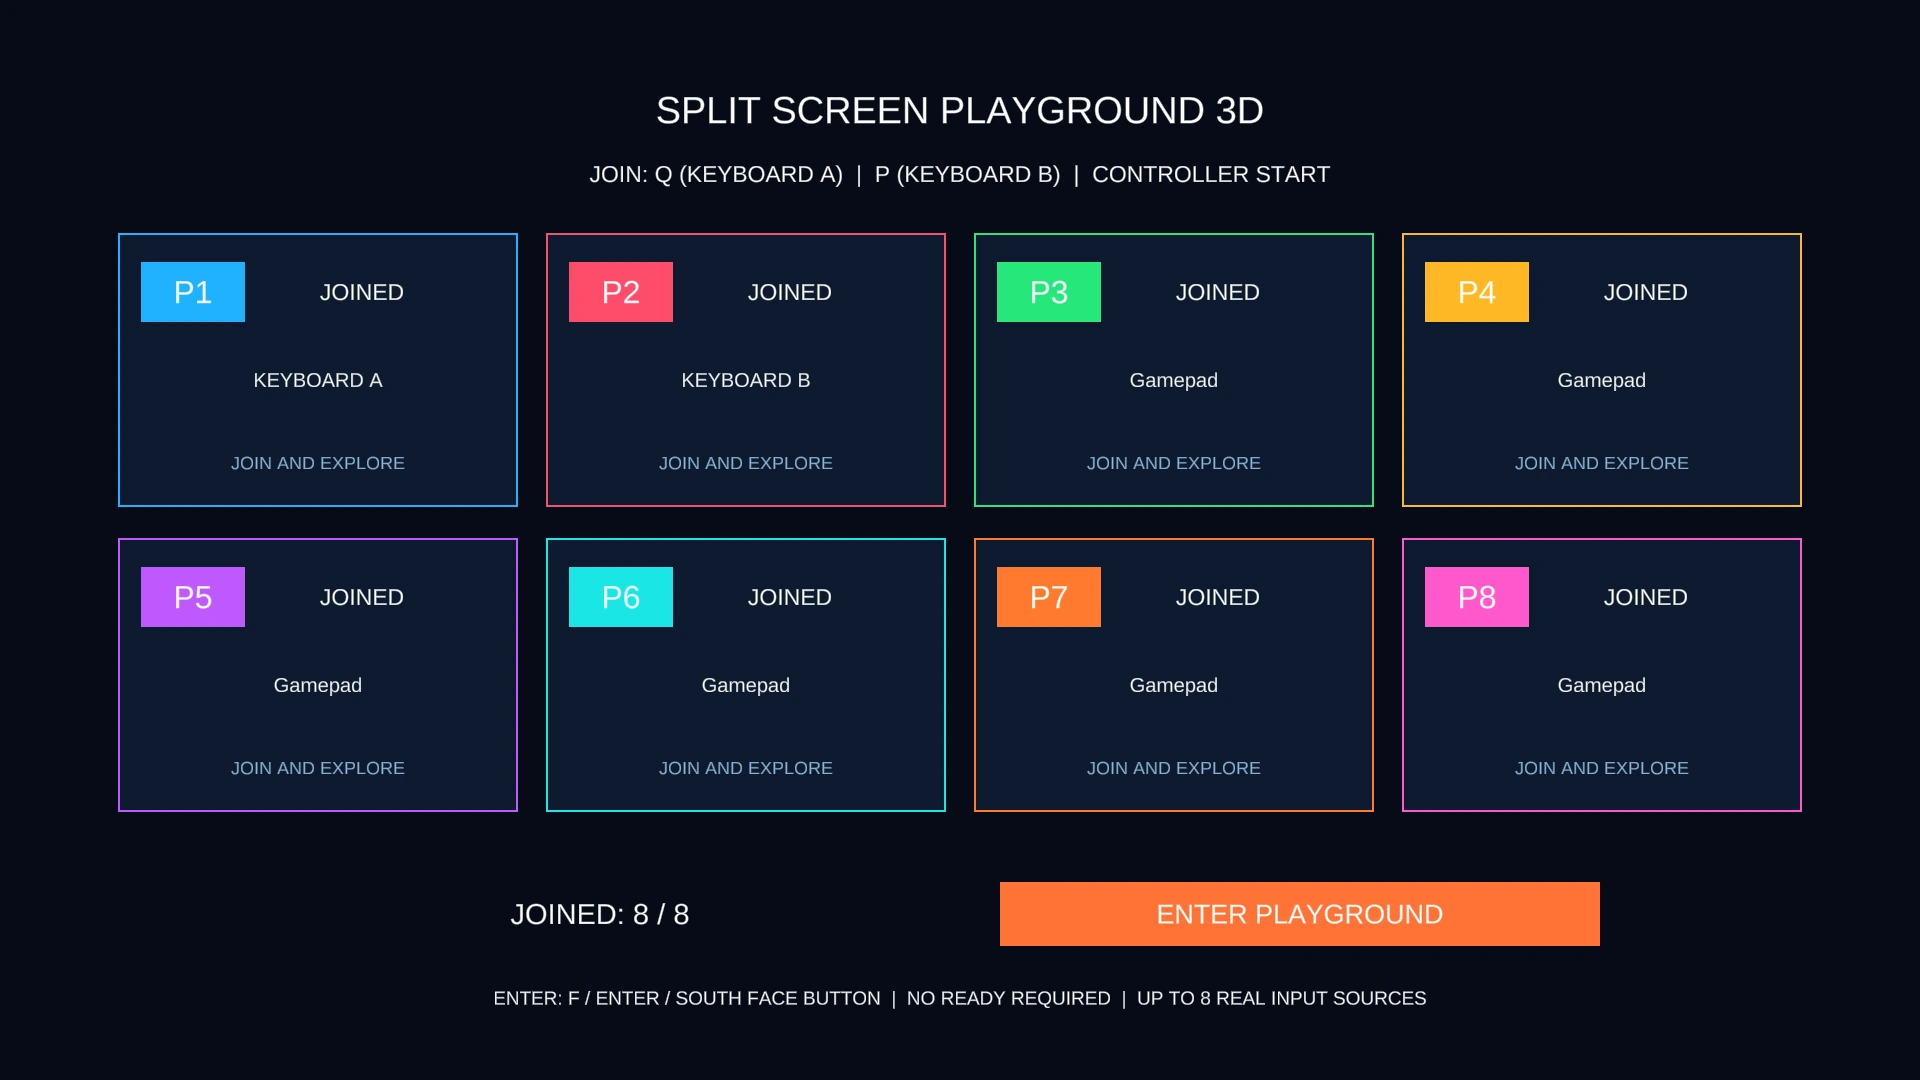 SPLIT SCREEN PLAYGROUND 3D
JOIN: Q (KEYBOARD A) | P (KEYBOARD B) | CONTROLLER START
P1 JOINED
KEYBOARD A
JOIN AND EXPLORE
P2 JOINED
KEYBOARD B
JOIN AND EXPLORE
P3 JOINED
Gamepad
JOIN AND EXPLORE
P4 JOINED
Gamepad
JOIN AND EXPLORE
P5 JOINED
Gamepad
JOIN AND EXPLORE
P6 JOINED
Gamepad
JOIN AND EXPLORE
P7 JOINED
Gamepad
JOIN AND EXPLORE
P8 JOINED
Gamepad
JOIN AND EXPLORE
JOINED: 8 / 8
ENTER PLAYGROUND
ENTER: F / ENTER / SOUTH FACE BUTTON | NO READY REQUIRED | UP TO 8 REAL INPUT SOURCES